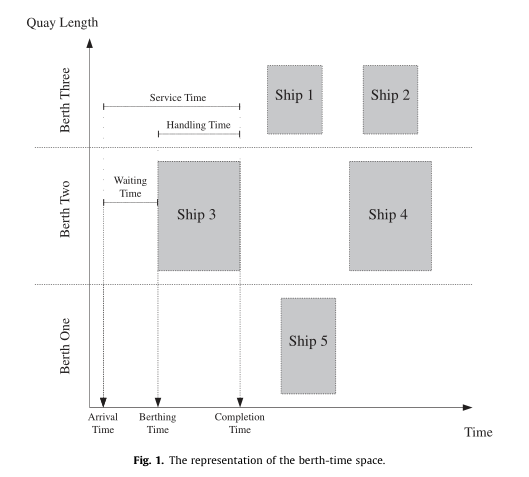 Quay Length
Berth Three
Service Time
Handling Time
Ship 1
Ship 2
Berth Two
Waiting
Time
Ship 3
Ship 4
Berth One
Ship 5
Arrival
Time
Berthing
Time
Completion
Time
Time
Fig. 1. The representation of the berth-time space.